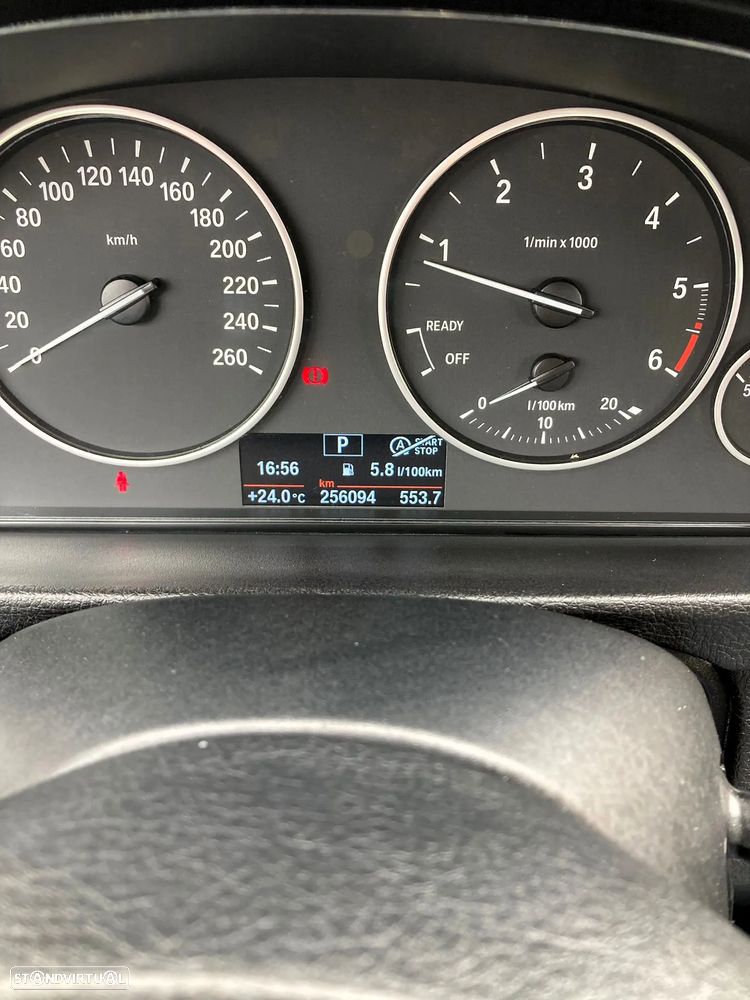 0
20
40
60
80
100
120
140
160
180
200
220
240
260
km/h
1
2
3
4
5
6
1/min x 1000
READY
OFF
0
10
20
l/100km
5
P
A START
STOP
16:56 5.8 l/100km
km
+24.0°C 256094 553.7
STANDVIRTUAL